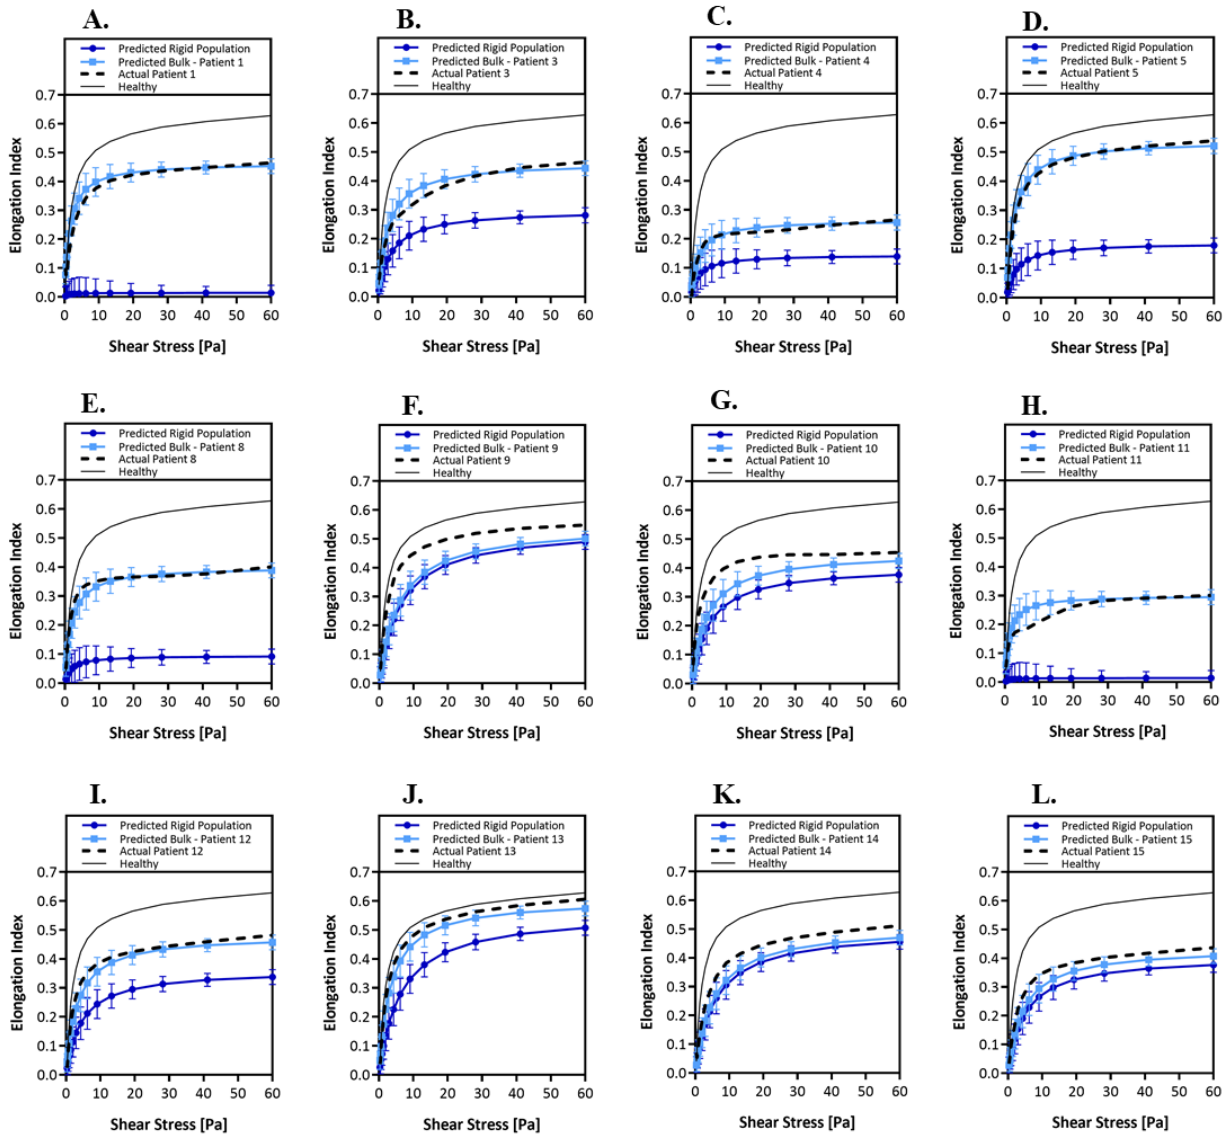 A.
Predicted Rigid Population
Predicted Bulk - Patient 1
Actual Patient 1
Healthy
0.7
0.6
0.5
0.4
0.3
0.2
0.1
0.0
Elongation Index
0 10 20 30 40 50 60
Shear Stress [Pa]
B.
Predicted Rigid Population
Predicted Bulk - Patient 3
Actual Patient 3
Healthy
0.7
0.6
0.5
0.4
0.3
0.2
0.1
0.0
Elongation Index
0 10 20 30 40 50 60
Shear Stress [Pa]
C.
Predicted Rigid Population
Predicted Bulk - Patient 4
Actual Patient 4
Healthy
0.7
0.6
0.5
0.4
0.3
0.2
0.1
0.0
Elongation Index
0 10 20 30 40 50 60
Shear Stress [Pa]
D.
Predicted Rigid Population
Predicted Bulk - Patient 5
Actual Patient 5
Healthy
0.7
0.6
0.5
0.4
0.3
0.2
0.1
0.0
Elongation Index
0 10 20 30 40 50 60
Shear Stress [Pa]
E.
Predicted Rigid Population
Predicted Bulk - Patient 8
Actual Patient 8
Healthy
0.7
0.6
0.5
0.4
0.3
0.2
0.1
0.0
Elongation Index
0 10 20 30 40 50 60
Shear Stress [Pa]
F.
Predicted Rigid Population
Predicted Bulk - Patient 9
Actual Patient 9
Healthy
0.7
0.6
0.5
0.4
0.3
0.2
0.1
0.0
Elongation Index
0 10 20 30 40 50 60
Shear Stress [Pa]
G.
Predicted Rigid Population
Predicted Bulk - Patient 10
Actual Patient 10
Healthy
0.7
0.6
0.5
0.4
0.3
0.2
0.1
0.0
Elongation Index
0 10 20 30 40 50 60
Shear Stress [Pa]
H.
Predicted Rigid Population
Predicted Bulk - Patient 11
Actual Patient 11
Healthy
0.7
0.6
0.5
0.4
0.3
0.2
0.1
0.0
Elongation Index
0 10 20 30 40 50 60
Shear Stress [Pa]
I.
Predicted Rigid Population
Predicted Bulk - Patient 12
Actual Patient 12
Healthy
0.7
0.6
0.5
0.4
0.3
0.2
0.1
0.0
Elongation Index
0 10 20 30 40 50 60
Shear Stress [Pa]
J.
Predicted Rigid Population
Predicted Bulk - Patient 13
Actual Patient 13
Healthy
0.7
0.6
0.5
0.4
0.3
0.2
0.1
0.0
Elongation Index
0 10 20 30 40 50 60
Shear Stress [Pa]
K.
Predicted Rigid Population
Predicted Bulk - Patient 14
Actual Patient 14
Healthy
0.7
0.6
0.5
0.4
0.3
0.2
0.1
0.0
Elongation Index
0 10 20 30 40 50 60
Shear Stress [Pa]
L.
Predicted Rigid Population
Predicted Bulk - Patient 15
Actual Patient 15
Healthy
0.7
0.6
0.5
0.4
0.3
0.2
0.1
0.0
Elongation Index
0 10 20 30 40 50 60
Shear Stress [Pa]